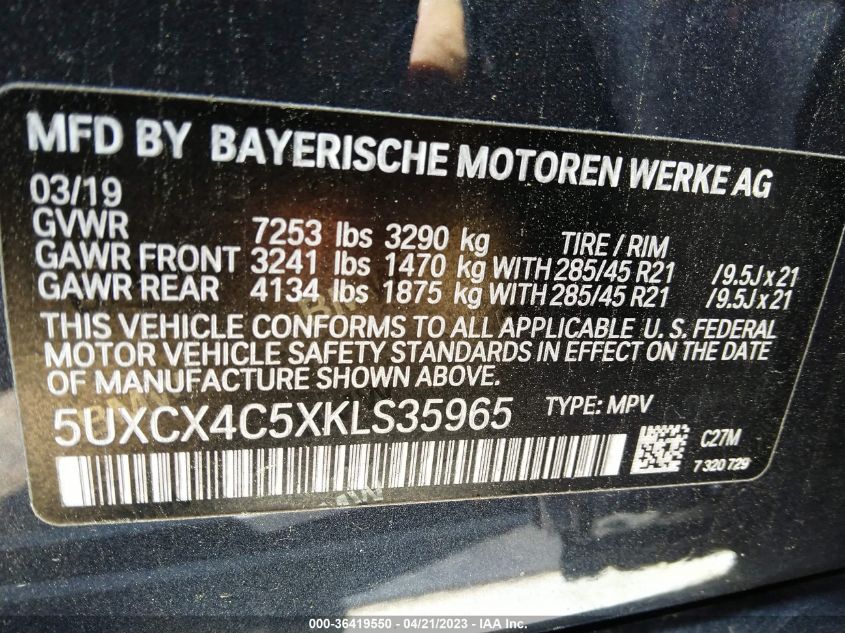 MFD BY BAYERISCHE MOTOREN WERKE AG
03/19
GVWR 7253 lbs 3290 kg TIRE / RIM
GAWR FRONT 3241 lbs 1470 kg WITH 285/45 R21 /9.5J x 21
GAWR REAR 4134 lbs 1875 kg WITH 285/45 R21 /9.5J x 21
THIS VEHICLE CONFORMS TO ALL APPLICABLE U. S. FEDERAL
MOTOR VEHICLE SAFETY STANDARDS IN EFFECT ON THE DATE
OF MANUFACTURE SHOWN ABOVE.
5UXCX4C5XKLS35965 TYPE: MPV
C27M
7 320 729
000-36419550 - 04/21/2023 - IAA Inc.